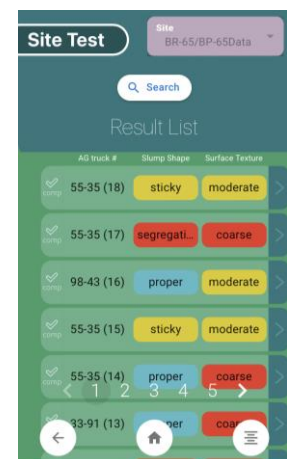 Site Test
Site
BR-65/BP-65Data
Search
Result List
AG truck # Slump Shape Surface Texture
comp 55-35 (18) sticky moderate
comp 55-35 (17) segregati... coarse
comp 98-43 (16) proper moderate
comp 55-35 (15) sticky moderate
comp 55-35 (14) proper coarse
< 1 2 3 4 5 >
33-91 (13)